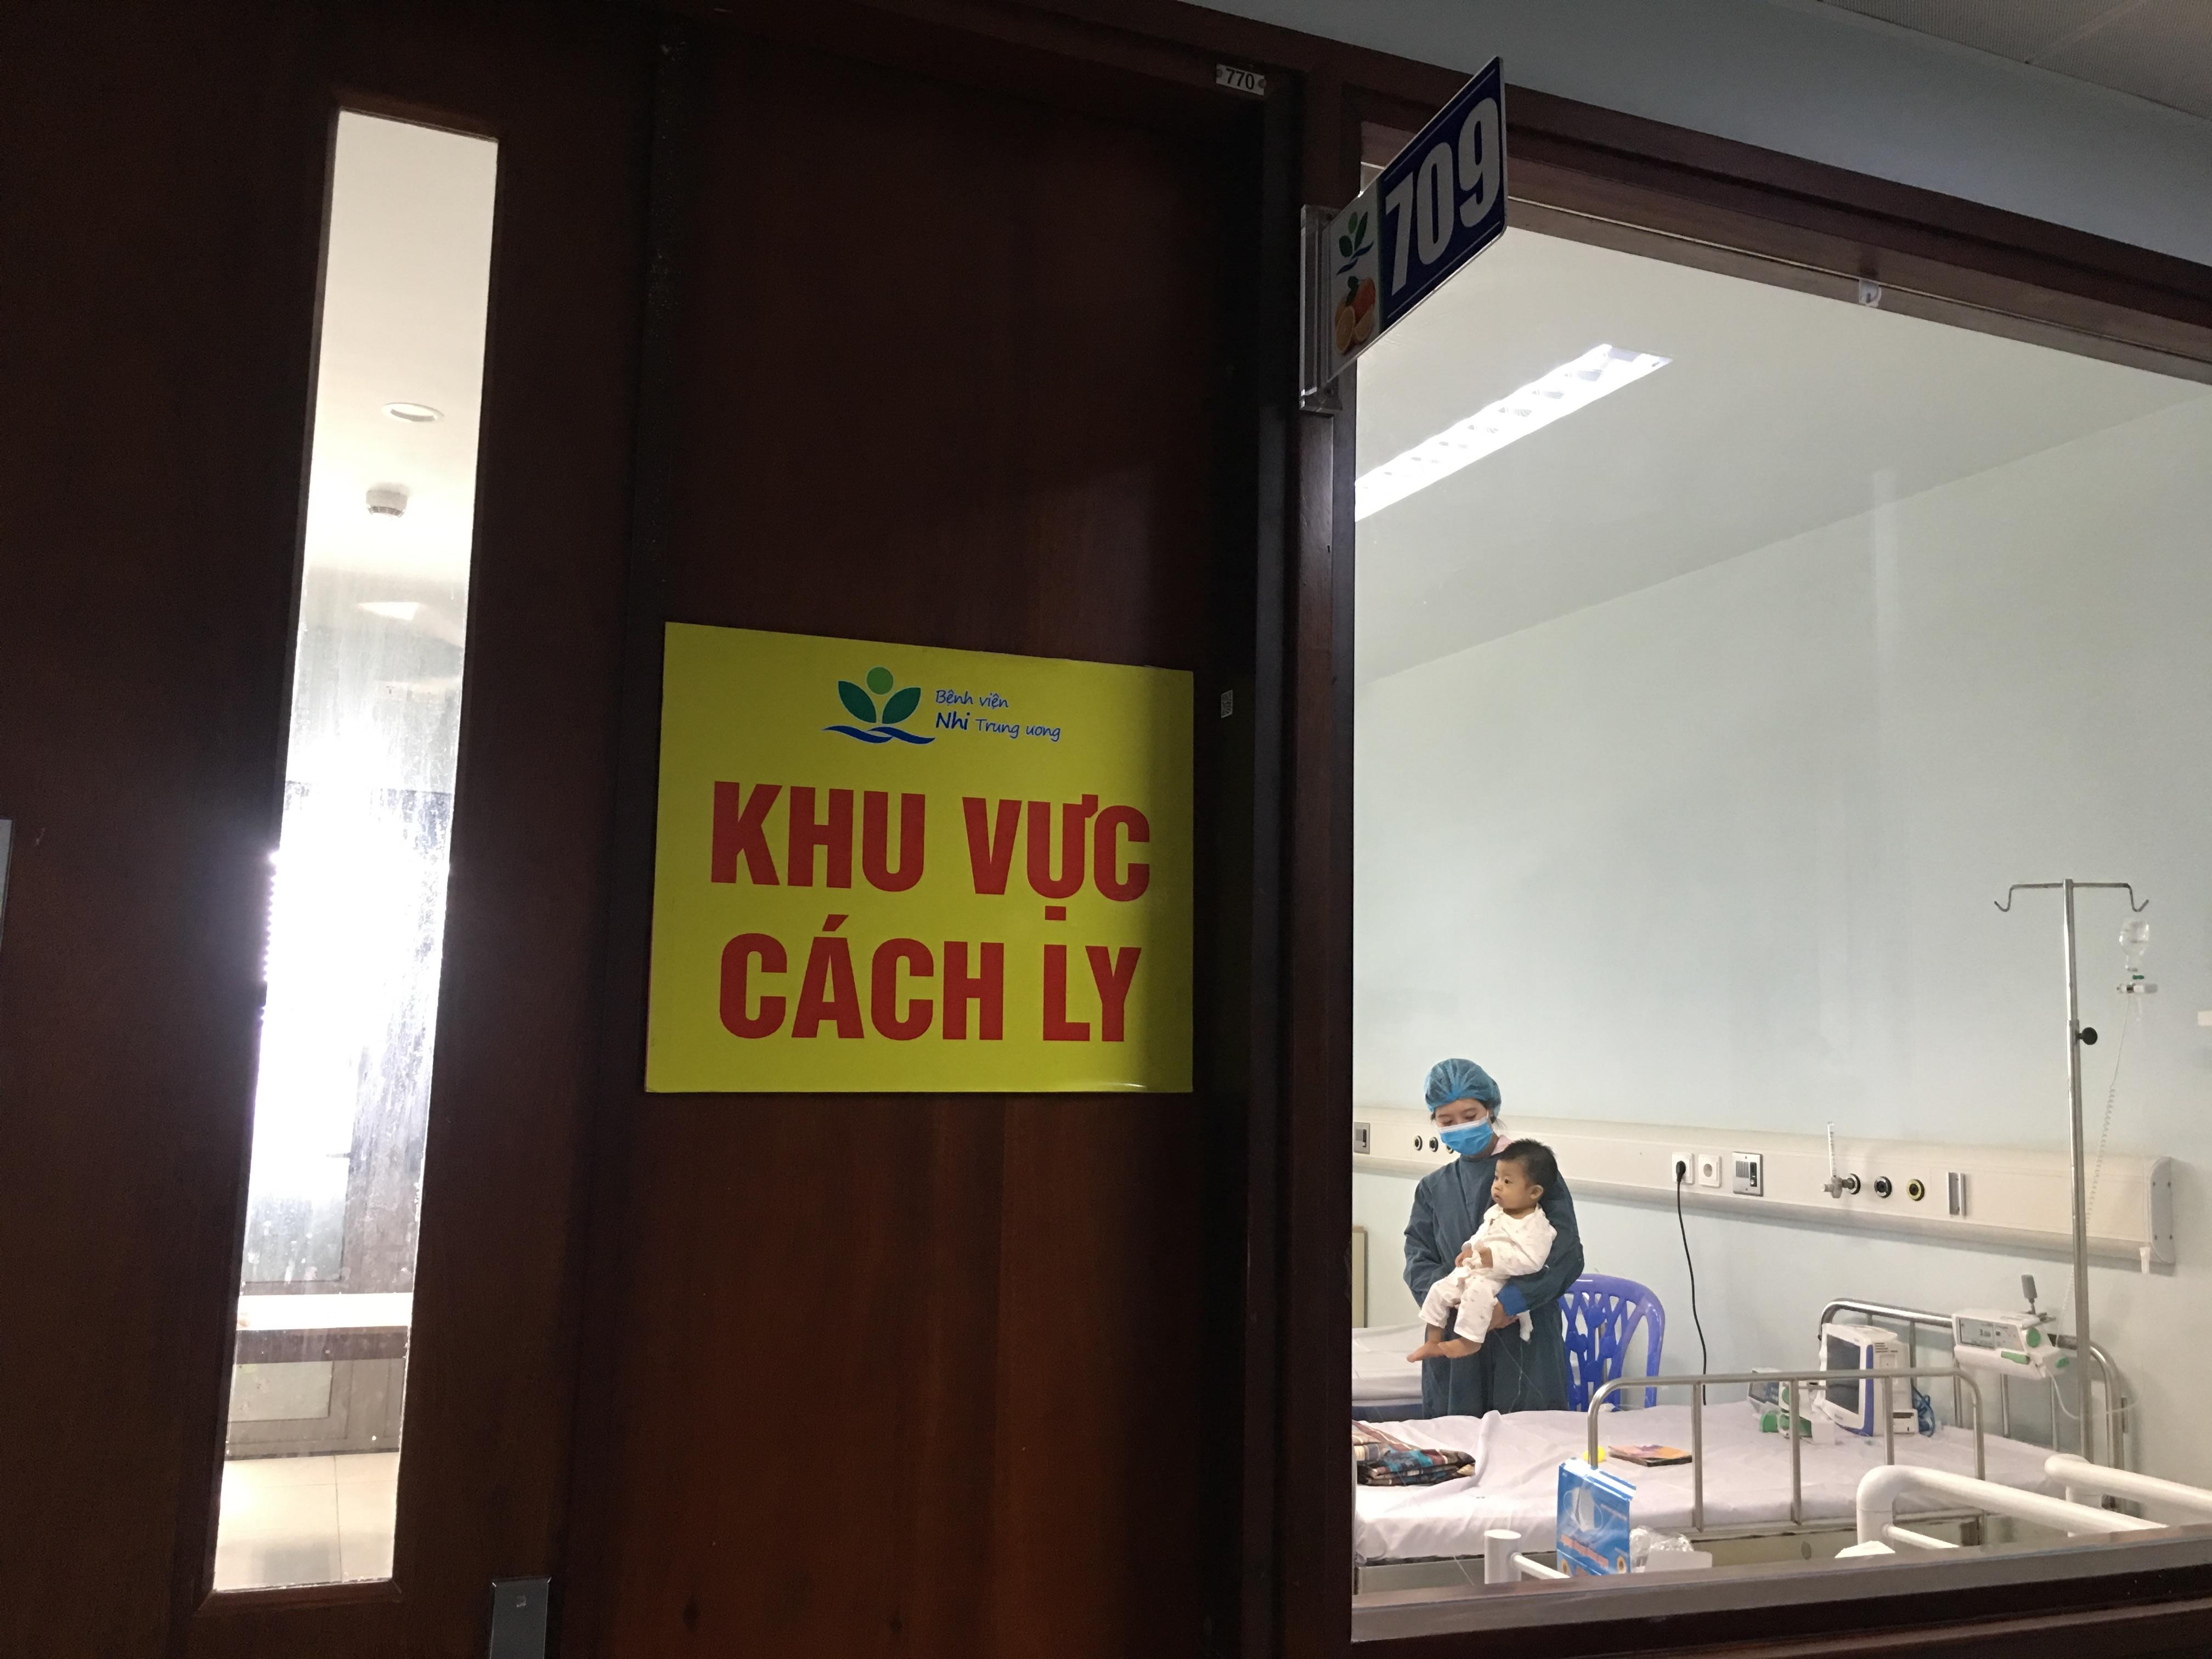 770
709
Bệnh viện
Nhi Trung ương
KHU VỰC
CÁCH LY